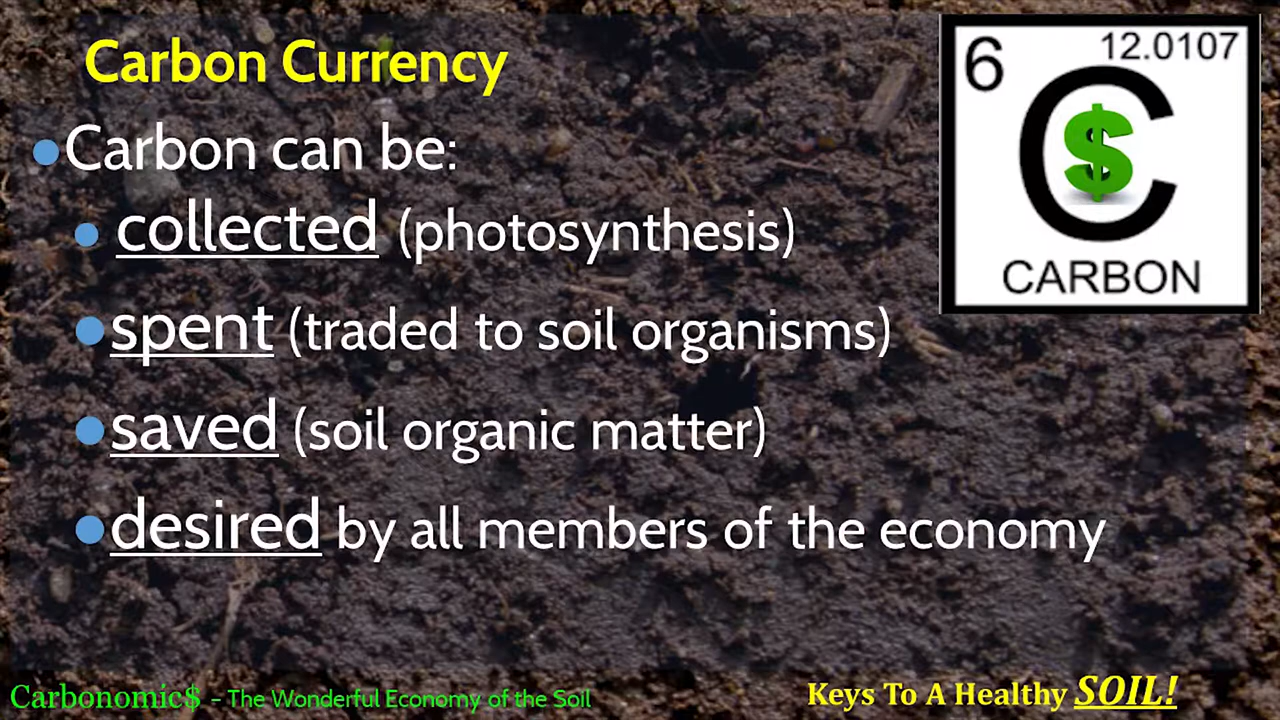 Carbon Currency
6
12.0107
C
$
CARBON
Carbon can be:
collected (photosynthesis)
spent (traded to soil organisms)
saved (soil organic matter)
desired by all members of the economy
Carbonomic$ – The Wonderful Economy of the Soil
Keys To A Healthy SOIL!